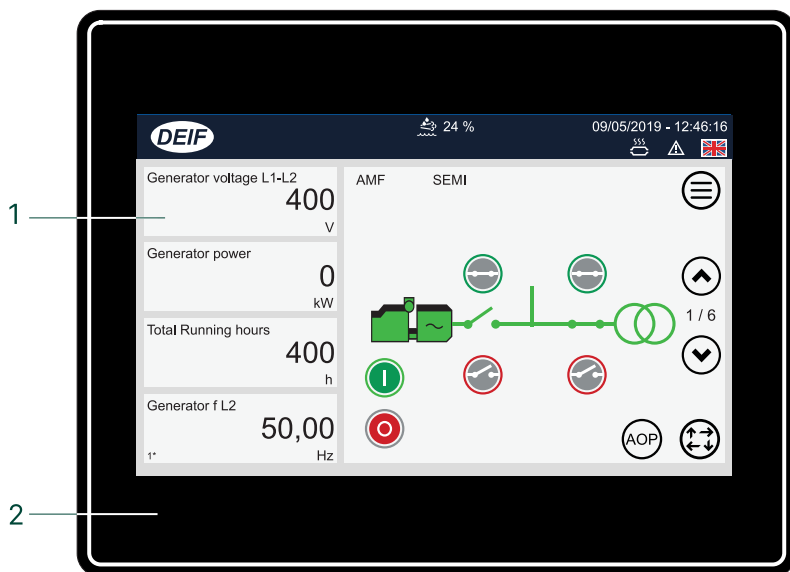 DEIF
24 %
09/05/2019 - 12:46:16
Generator voltage L1-L2
400
V
Generator power
0
kW
Total Running hours
400
h
Generator f L2
50,00
1*
Hz
AMF SEMI
1 / 6
I
O
AOP
1
2